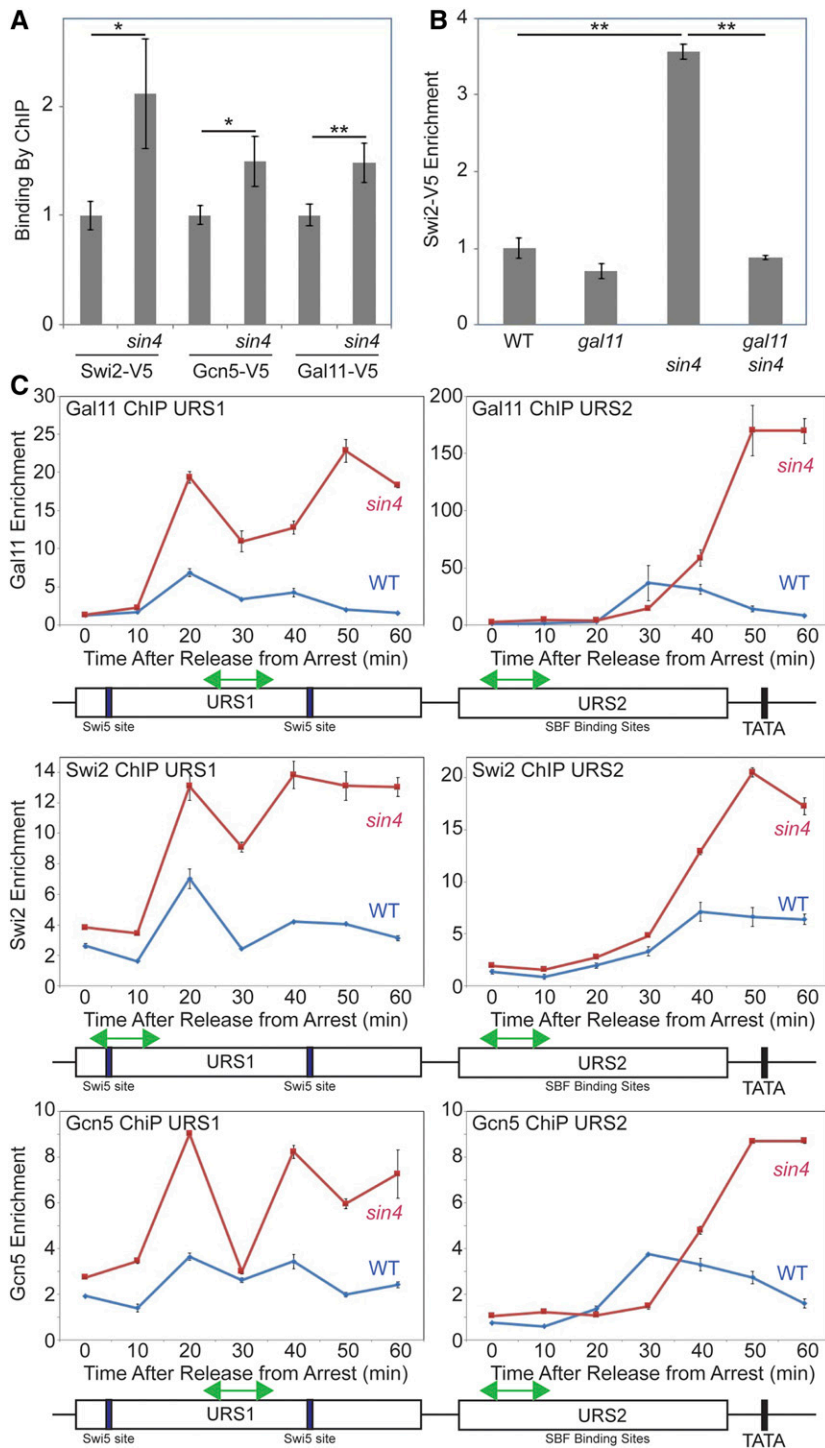 A
Binding By ChIP
2
1
0
*
*
**
sin4
sin4
sin4
Swi2-V5
Gcn5-V5
Gal11-V5
B
Swi2-V5 Enrichment
4
3
2
1
0
**
**
WT
gal11
sin4
gal11
sin4
C
Gal11 ChIP URS1
Gal11 Enrichment
30
25
20
15
10
5
0
sin4
WT
0 10 20 30 40 50 60
Time After Release from Arrest (min)
Gal11 ChIP URS2
200
150
100
50
0
sin4
WT
0 10 20 30 40 50 60
Time After Release from Arrest (min)
URS1
URS2
Swi5 site
Swi5 site
SBF Binding Sites
TATA
Swi2 ChIP URS1
Swi2 Enrichment
14
12
10
8
6
4
2
0
sin4
WT
0 10 20 30 40 50 60
Time After Release from Arrest (min)
Swi2 ChIP URS2
20
15
10
5
0
sin4
WT
0 10 20 30 40 50 60
Time After Release from Arrest (min)
URS1
URS2
Swi5 site
Swi5 site
SBF Binding Sites
TATA
Gcn5 ChiP URS1
Gcn5 Enrichment
10
8
6
4
2
0
sin4
WT
0 10 20 30 40 50 60
Time After Release from Arrest (min)
Gcn5 ChiP URS2
10
8
6
4
2
0
sin4
WT
0 10 20 30 40 50 60
Time After Release from Arrest (min)
URS1
URS2
Swi5 site
Swi5 site
SBF Binding Sites
TATA